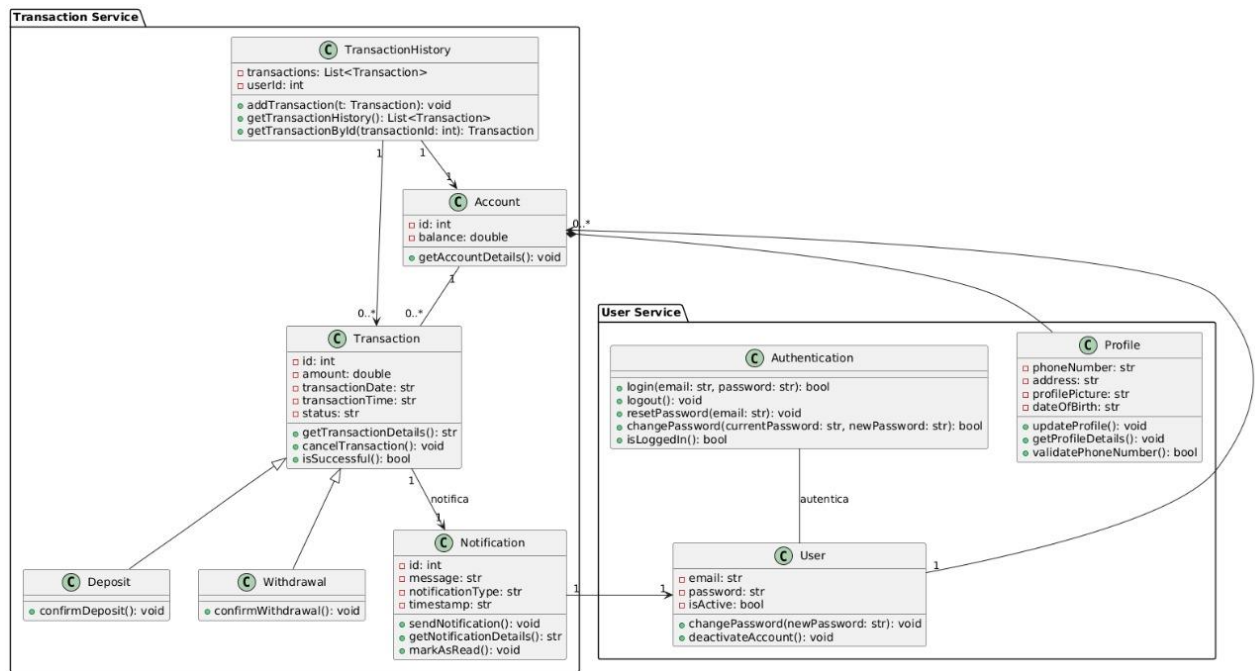 Transaction Service
C TransactionHistory
transactions: List<Transaction>
userId: int
addTransaction(t: Transaction): void
getTransactionHistory(): List<Transaction>
getTransactionById(transactionId: int): Transaction
1
1
1
C Account
id: int
balance: double
getAccountDetails(): void
0..*
1
0..*
0..*
C Transaction
id: int
amount: double
transactionDate: str
transactionTime: str
status: str
getTransactionDetails(): str
cancelTransaction(): void
isSuccessful(): bool
1
notifica
1
C Deposit
confirmDeposit(): void
C Withdrawal
confirmWithdrawal(): void
C Notification
id: int
message: str
notificationType: str
timestamp: str
sendNotification(): void
getNotificationDetails(): str
markAsRead(): void
1
1
User Service
C Authentication
login(email: str, password: str): bool
logout(): void
resetPassword(email: str): void
changePassword(currentPassword: str, newPassword: str): bool
isLoggedIn(): bool
C Profile
phoneNumber: str
address: str
profilePicture: str
dateOfBirth: str
updateProfile(): void
getProfileDetails(): void
validatePhoneNumber(): bool
autentica
C User
email: str
password: str
isActive: bool
changePassword(newPassword: str): void
deactivateAccount(): void
1